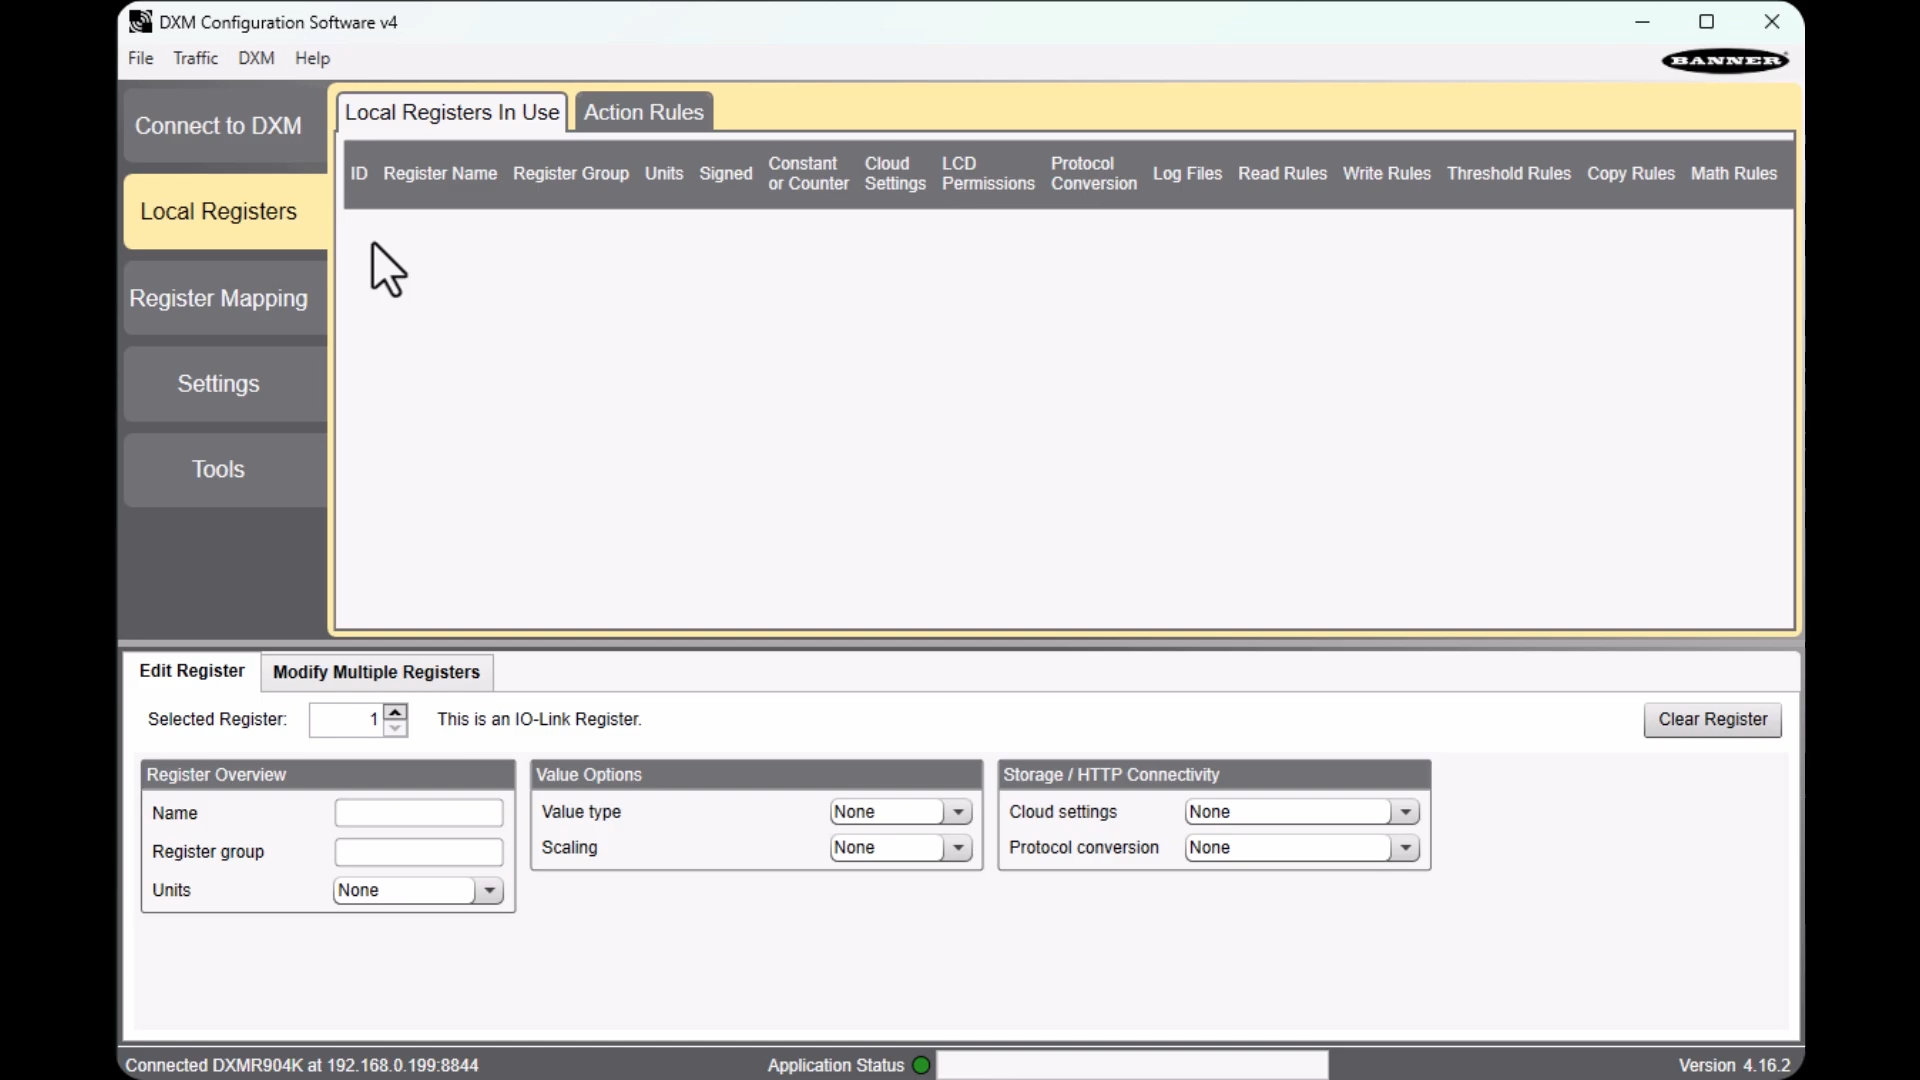 DXM Configuration Software v4
File Traffic DXM Help
BANNER
Connect to DXM
Local Registers
Register Mapping
Settings
Tools
Local Registers In Use Action Rules
ID Register Name Register Group Units Signed Constant or Counter Cloud Settings LCD Permissions Protocol Conversion Log Files Read Rules Write Rules Threshold Rules Copy Rules Math Rules
Edit Register Modify Multiple Registers
Selected Register: 1 This is an IO-Link Register. Clear Register
Register Overview
Name
Register group
Units None
Value Options
Value type None
Scaling None
Storage / HTTP Connectivity
Cloud settings None
Protocol conversion None
Connected DXMR904K at 192.168.0.199:8844 Application Status Version 4.16.2